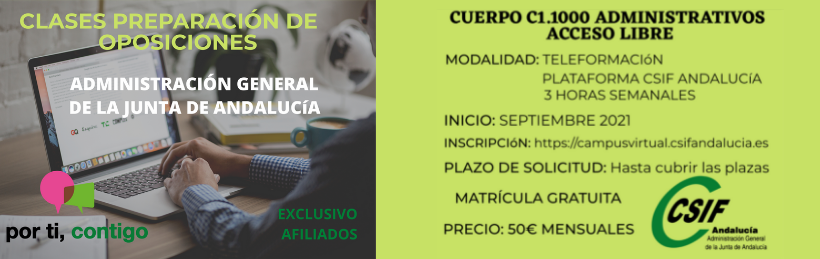 CLASES PREPARACIÓN DE
OPOSICIONES
ADMINISTRACIÓN GENERAL
DE LA JUNTA DE ANDALUCíA
por ti, contigo
EXCLUSIVO
AFILIADOS
CUERPO C1.1000 ADMINISTRATIVOS
ACCESO LIBRE
MODALIDAD: TELEFORMACIóN
PLATAFORMA CSIF ANDALUCíA
3 HORAS SEMANALES
INICIO: SEPTIEMBRE 2021
INSCRIPCIóN: https://campusvirtual.csifandalucia.es
PLAZO DE SOLICITUD: Hasta cubrir las plazas
MATRÍCULA GRATUITA
PRECIO: 50€ MENSUALES
CSIF
Andalucía
Administración General
de la Junta de Andalucía